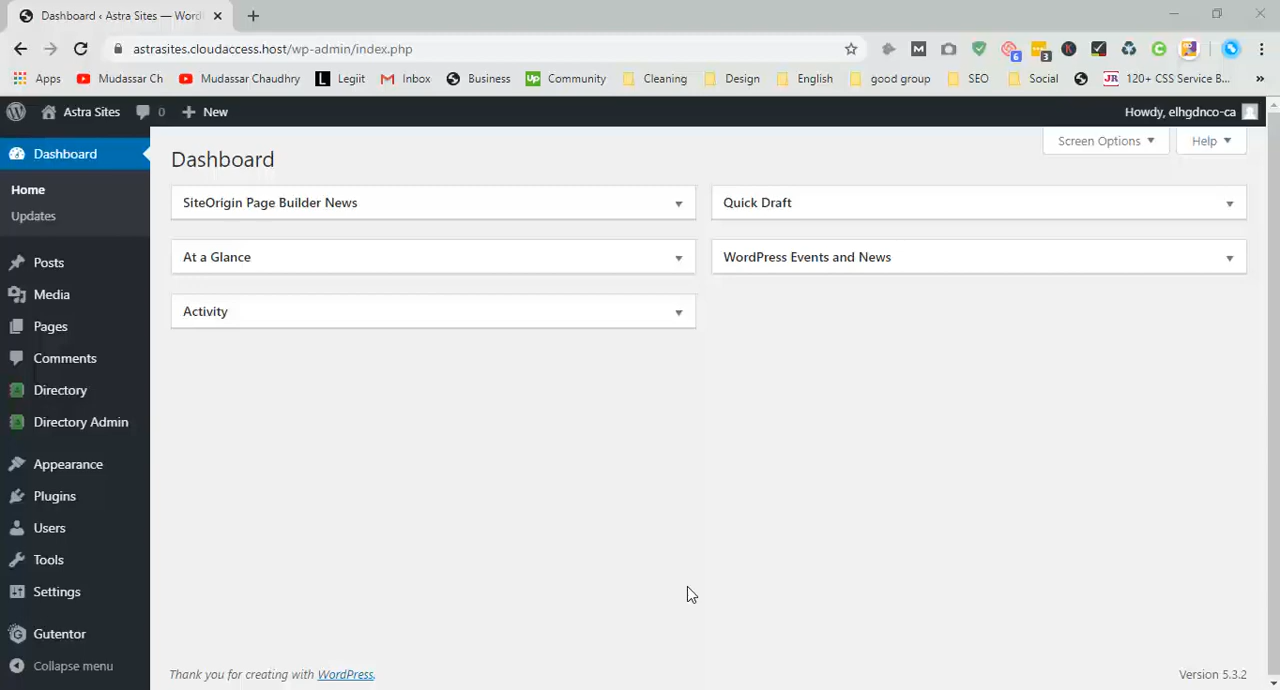 Dashboard ‹ Astra Sites — Word
astrasites.cloudaccess.host/wp-admin/index.php
6
3
Apps
Mudassar Ch
Mudassar Chaudhry
Legiit
Inbox
Business
Community
Cleaning
Design
English
good group
SEO
Social
120+ CSS Service B...
Astra Sites
0
New
Howdy, elhgdnco-ca
Dashboard
Home
Updates
Posts
Media
Pages
Comments
Directory
Directory Admin
Appearance
Plugins
Users
Tools
Settings
Gutentor
Collapse menu
Screen Options
Help
Dashboard
SiteOrigin Page Builder News
Quick Draft
At a Glance
WordPress Events and News
Activity
Thank you for creating with WordPress.
Version 5.3.2